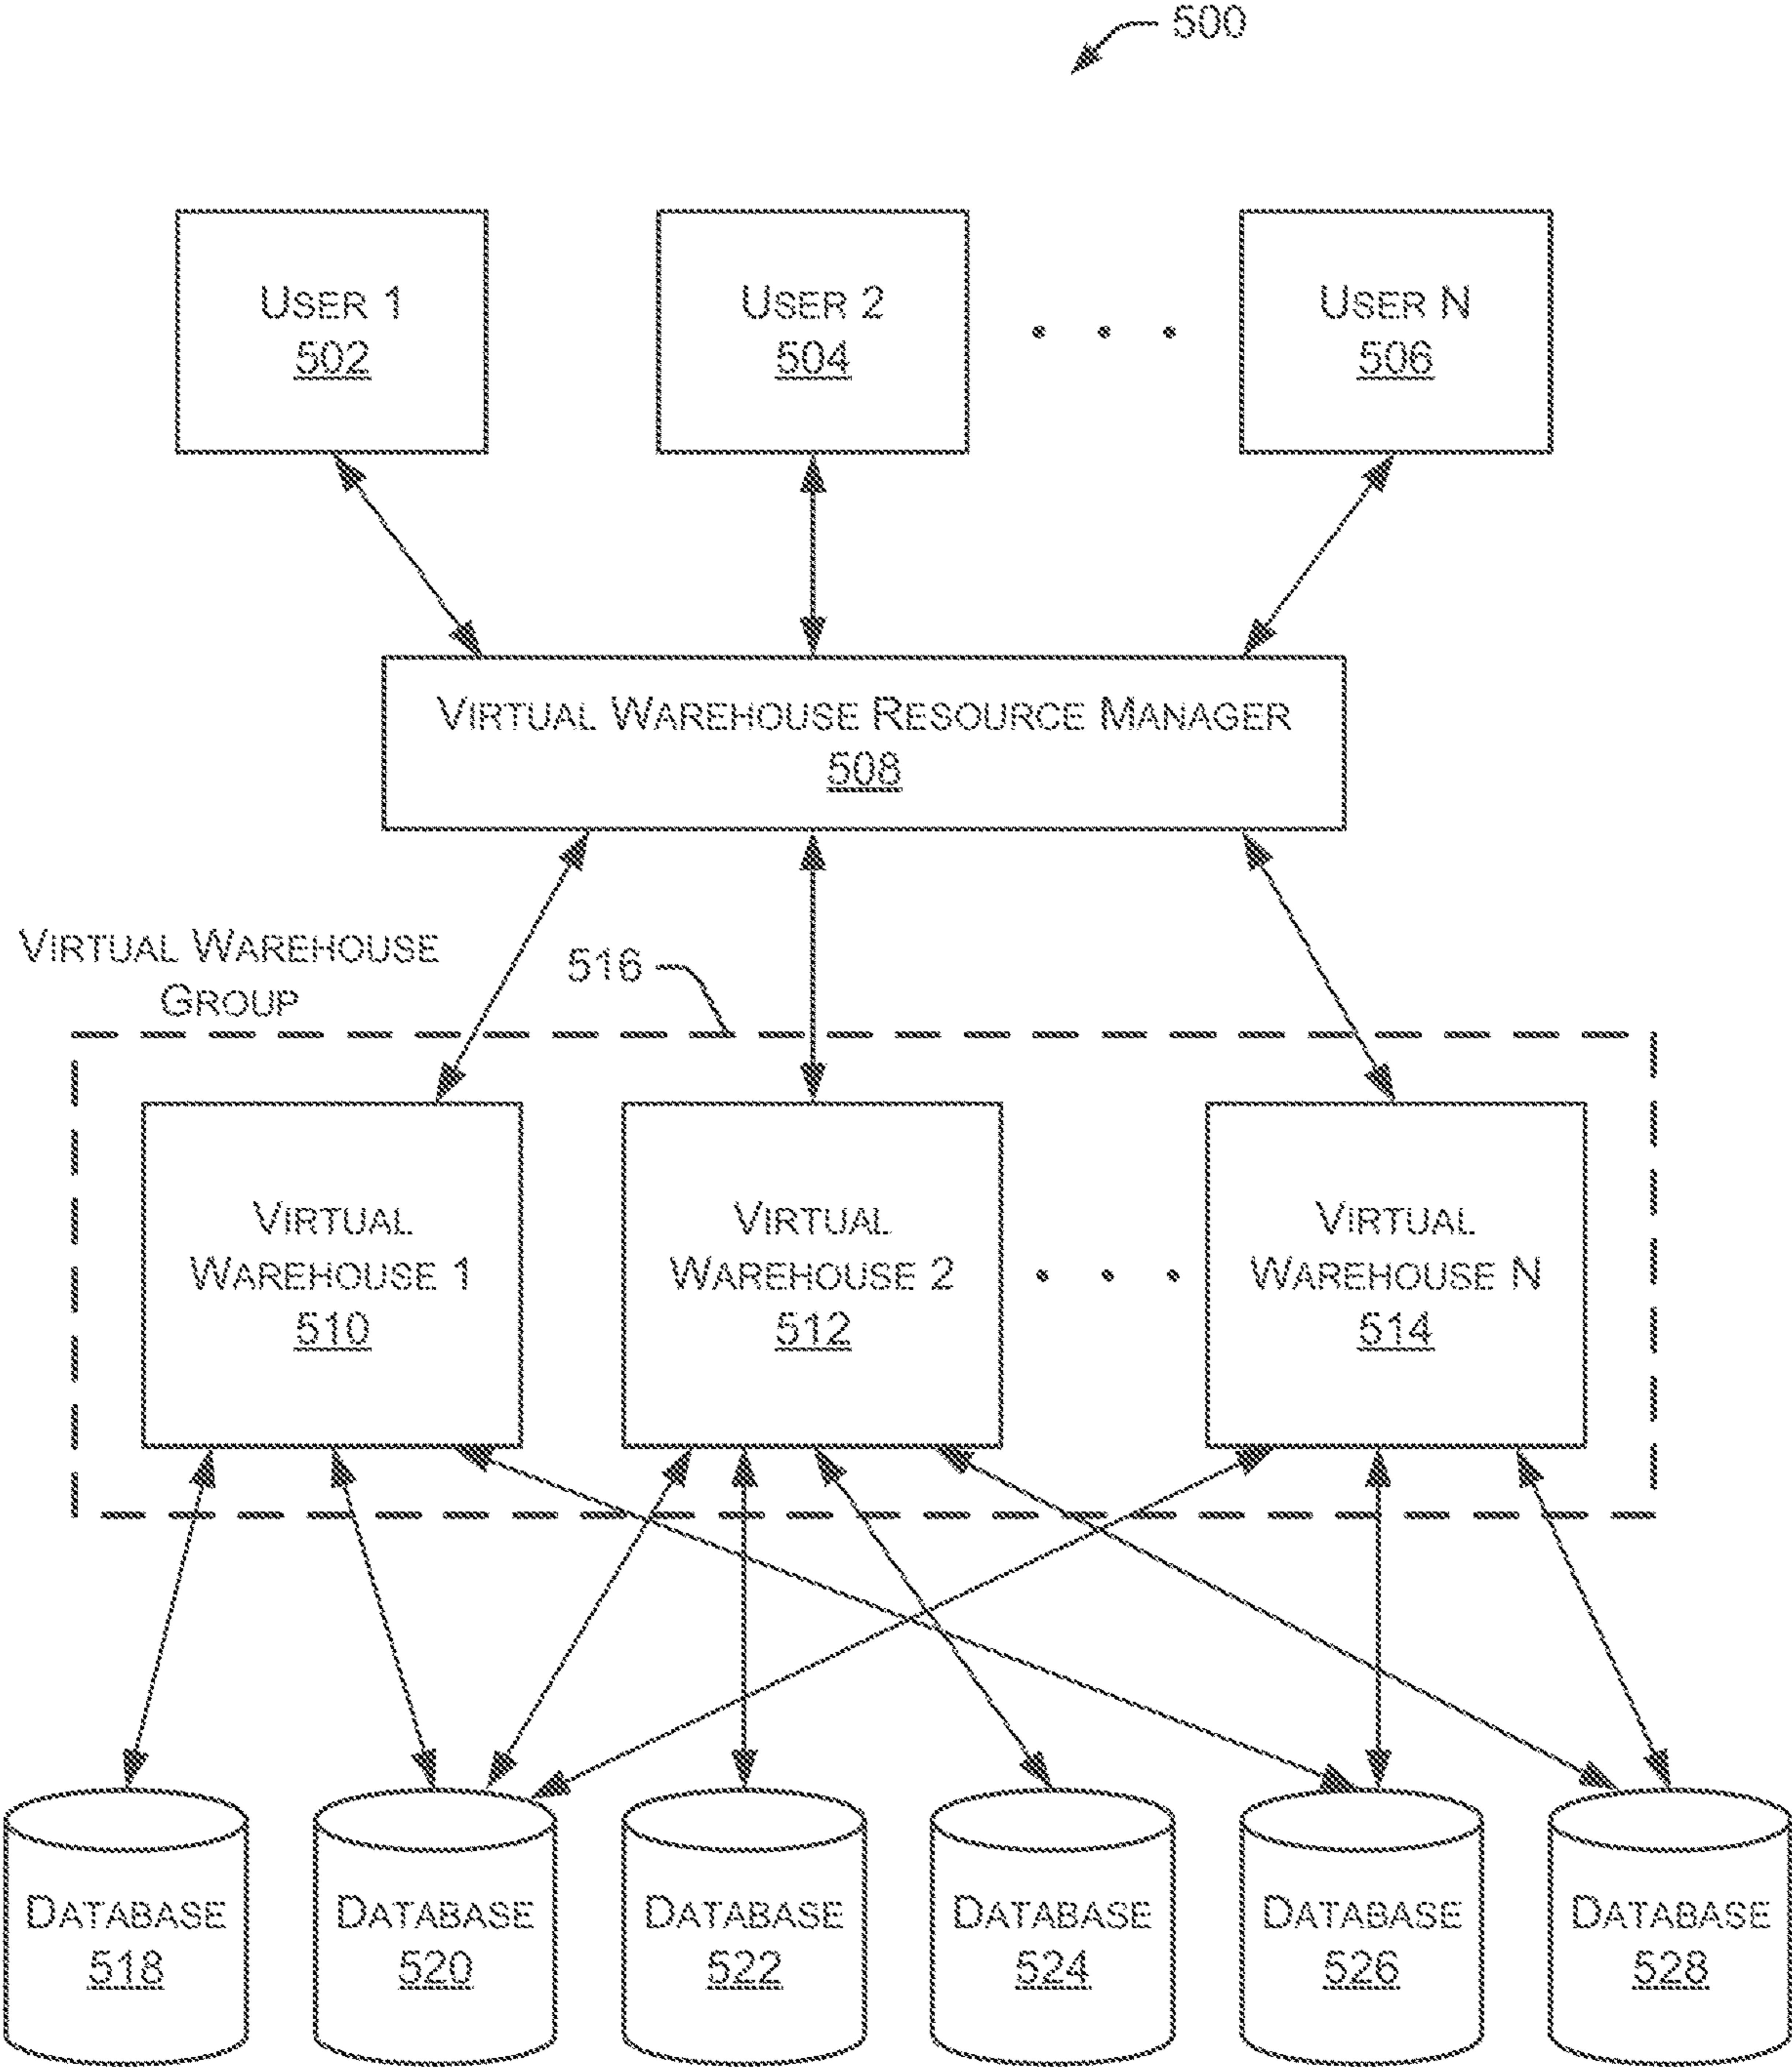 500
USER 1
502
USER 2
504
USER N
506
VIRTUAL WAREHOUSE RESOURCE MANAGER
508
VIRTUAL WAREHOUSE
GROUP
516
VIRTUAL
WAREHOUSE 1
510
VIRTUAL
WAREHOUSE 2
512
VIRTUAL
WAREHOUSE N
514
DATABASE
518
DATABASE
520
DATABASE
522
DATABASE
524
DATABASE
526
DATABASE
528